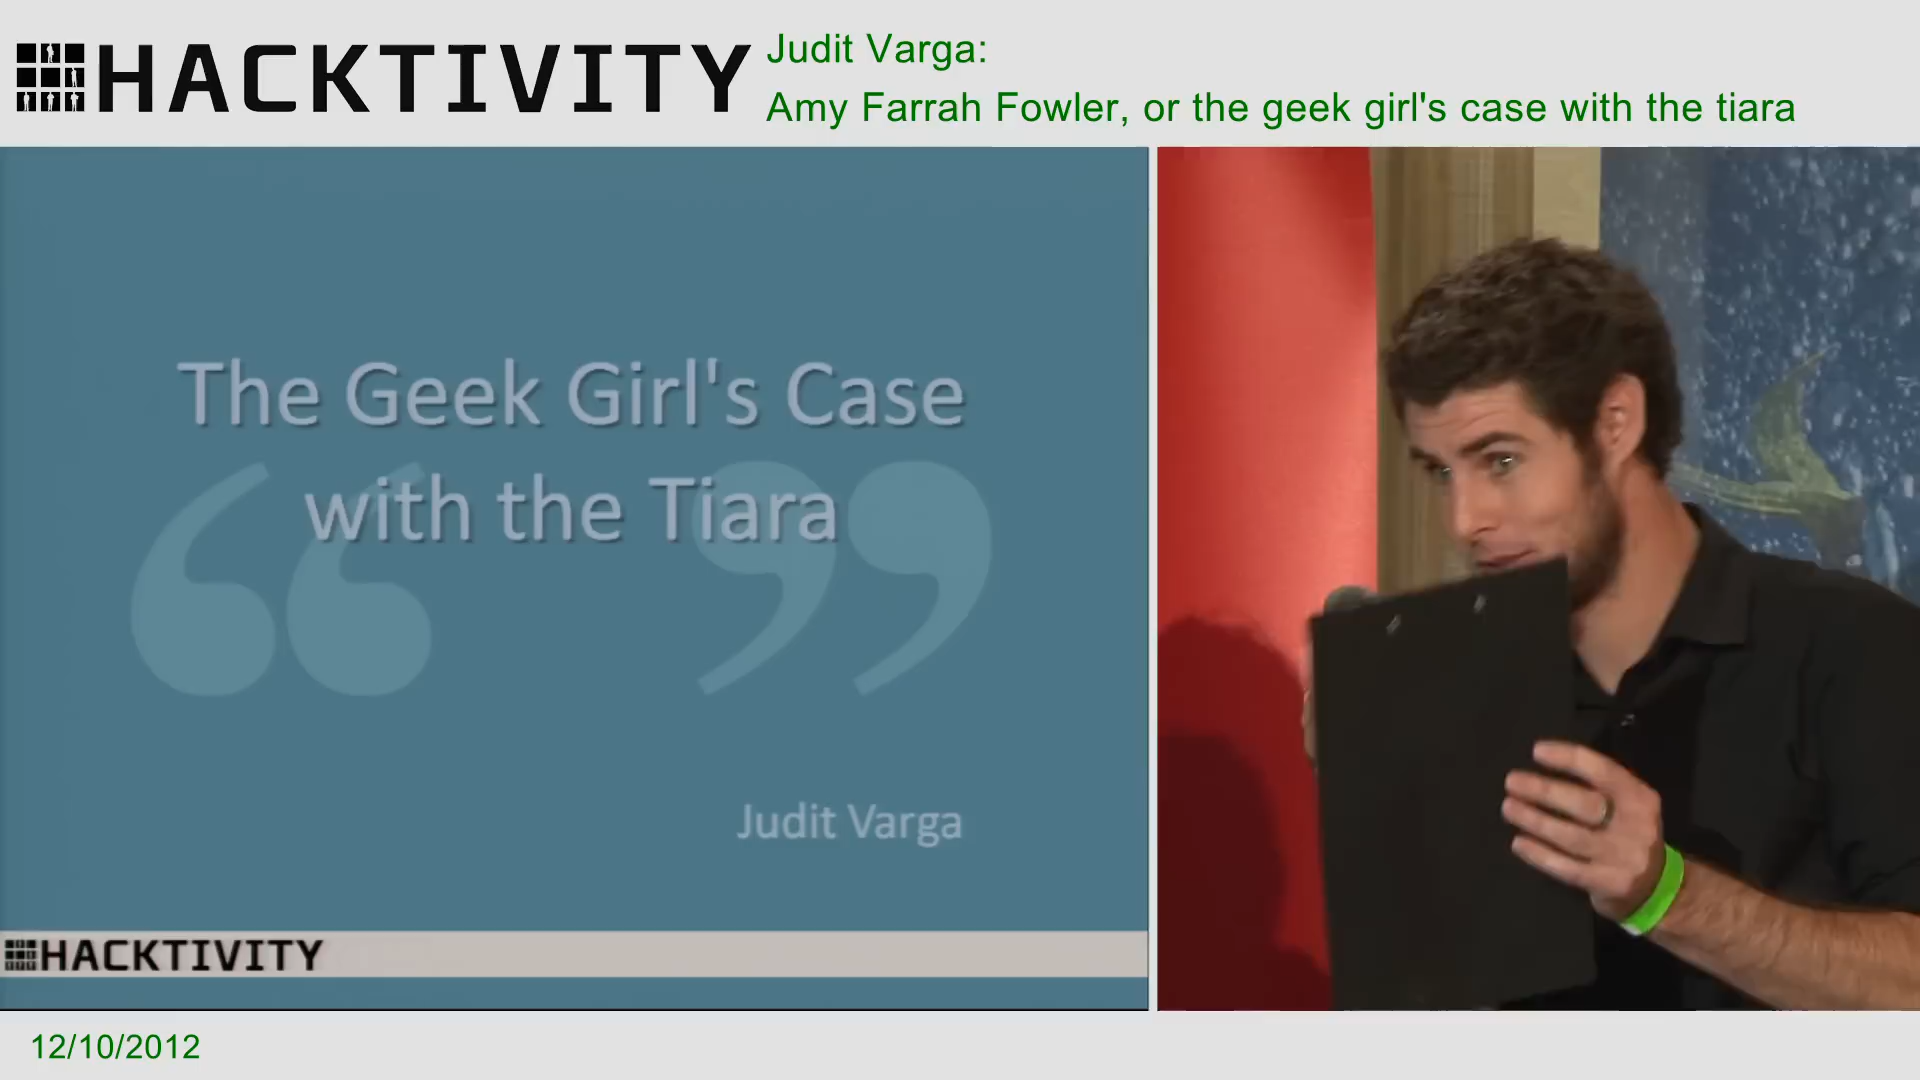 HACKTIVITY
Judit Varga:
Amy Farrah Fowler, or the geek girl's case with the tiara
The Geek Girl's Case
with the Tiara
“ ”
Judit Varga
HACKTIVITY
12/10/2012